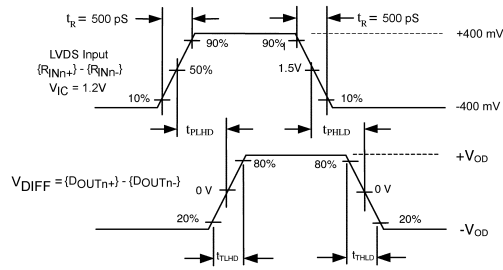 tR = 500 pS
tR = 500 pS
+400 mV
90%
90%
LVDS Input
{RINn+} - {RINn-}
VIC = 1.2V
50%
1.5V
10%
10%
-400 mV
tPLHD
tPHLD
+VOD
80%
80%
VDIFF = {DOUTn+} - {DOUTn-}
0 V
0 V
20%
20%
-VOD
tTLHD
tTHLD